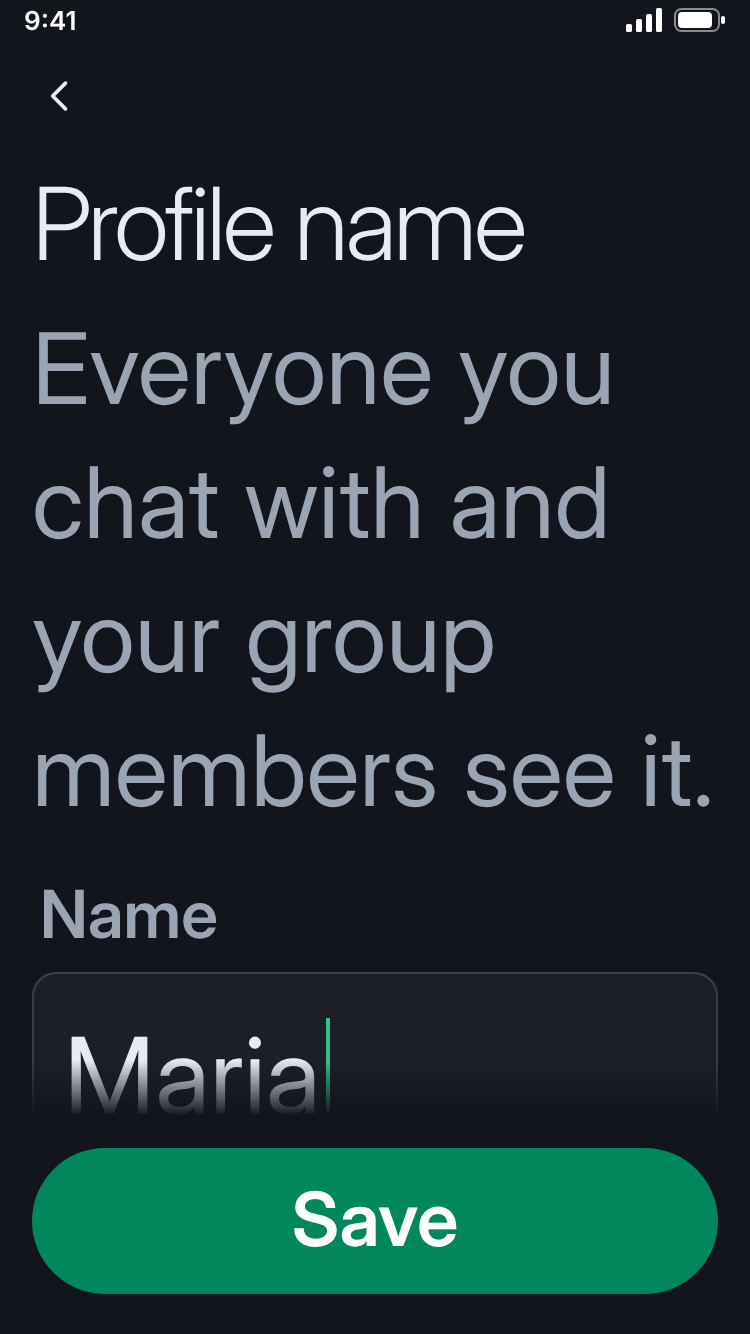 9:41
Profile name
Everyone you
chat with and
your group
members see it.
Name
Maria
Save